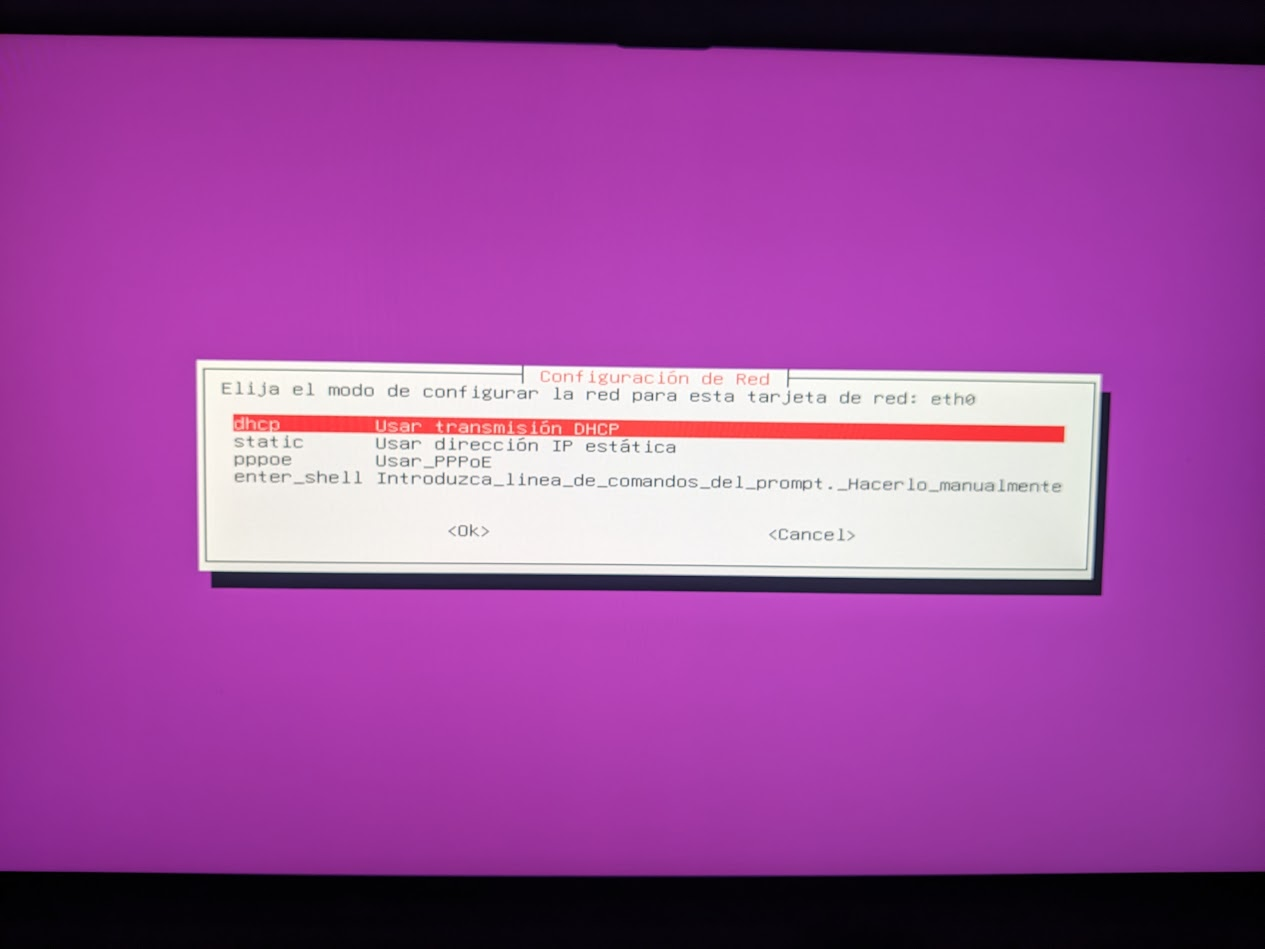 Configuración de Red
Elija el modo de configurar la red para esta tarjeta de red: eth0
dhcp Usar transmisión DHCP
static Usar dirección IP estática
pppoe Usar_PPPoE
enter_shell Introduzca_linea_de_comandos_del_prompt._Hacerlo_manualmente
<Ok> <Cancel>